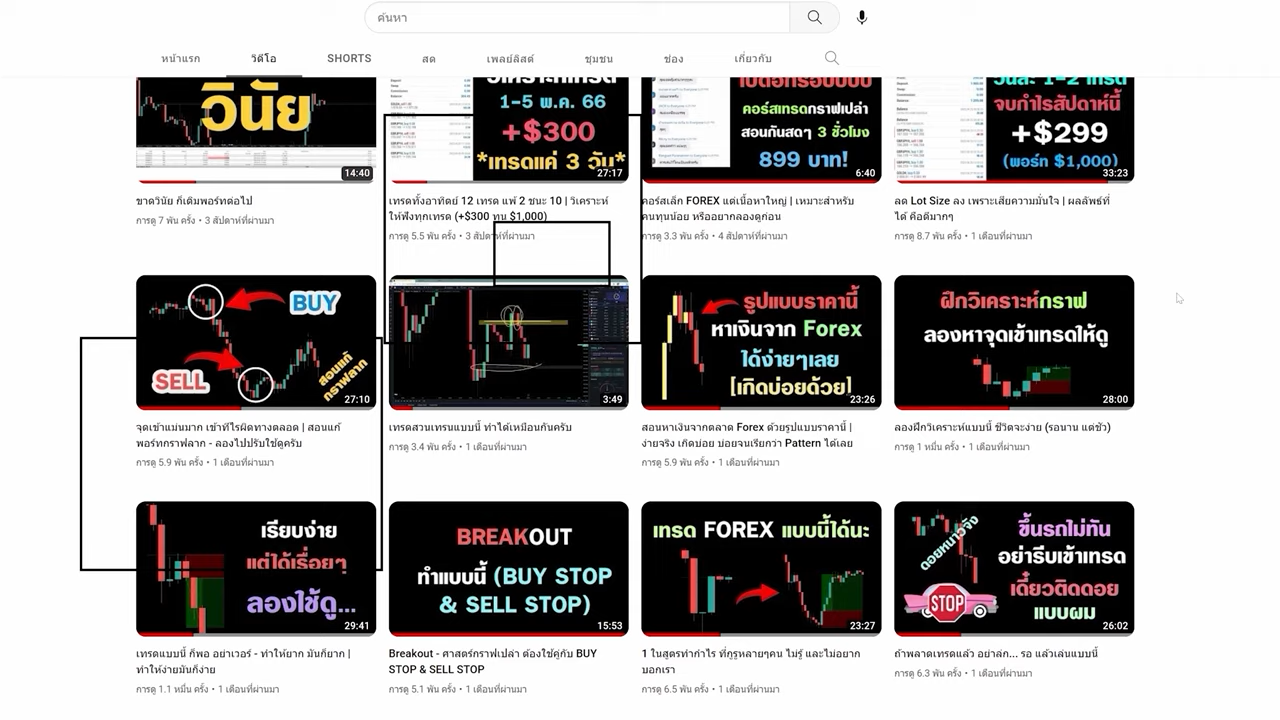 ค้นหา
หน้าแรก วิดีโอ SHORTS สด เพลย์ลิสต์ ชุมชน ช่อง เกี่ยวกับ
วินัย
14:40
1-5 พ.ค. 66
+$300
*เทรดแค่ 3 วัน*
27:17
คอร์สเทรดกราฟเปล่า
สอนกันสดๆ 3 ชั่วโมง
899 บาท!
6:40
จบกำไรสัปดาห์นี้
+$299
(พอร์ท $1,000)
33:23
ขาดวินัย ก็เติมพอร์ทต่อไป
การดู 7 พัน ครั้ง • 3 สัปดาห์ที่ผ่านมา
เทรดทั้งอาทิตย์ 12 เทรด แพ้ 2 ชนะ 10 | วิเคราะห์
ให้ฟังทุกเทรด (+$300 ทุน $1,000)
การดู 5.5 พัน ครั้ง • 3 สัปดาห์ที่ผ่านมา
คอร์สเล็ก FOREX แต่เนื้อหาใหญ่ | เหมาะสำหรับ
คนทุนน้อย หรืออยากลองดูก่อน
การดู 3.3 พัน ครั้ง • 4 สัปดาห์ที่ผ่านมา
ลด Lot Size ลง เพราะเสียความมั่นใจ | ผลลัพธ์ที่
ได้ คือดีมากๆ
การดู 8.7 พัน ครั้ง • 1 เดือนที่ผ่านมา
BUY
SELL
สอนแก้
กราฟลาก
27:10
3:49
รูปแบบราคานี้
หาเงินจาก Forex
ได้ง่ายๆเลย
[เกิดบ่อยด้วย]
23:26
ฝึกวิเคราะห์กราฟ
ลองหาจุดเข้าเทรดให้ดู
28:00
จุดเข้าแม่นมาก เข้าทีไรผิดทางตลอด | สอนแก้
พอร์ทกราฟลาก - ลองไปปรับใช้ดูครับ
การดู 5.9 พัน ครั้ง • 1 เดือนที่ผ่านมา
เทรดสวนเทรนแบบนี้ ทำได้เหมือนกันครับ
การดู 3.4 พัน ครั้ง • 1 เดือนที่ผ่านมา
สอนหาเงินจากตลาด Forex ด้วยรูปแบบราคานี้ |
ง่ายจริง เกิดบ่อย บ่อยจนเรียกว่า Pattern ได้เลย
การดู 5.9 พัน ครั้ง • 1 เดือนที่ผ่านมา
ลองฝึกวิเคราะห์แบบนี้ ชีวิตจะง่าย (รอนาน แต่ชัว)
การดู 1 หมื่น ครั้ง • 1 เดือนที่ผ่านมา
เรียบง่าย
แต่ได้เรื่อยๆ
ลองใช้ดู...
29:41
BREAKOUT
ทำแบบนี้ (BUY STOP
& SELL STOP)
15:53
เทรด FOREX แบบนี้ได้นะ
23:27
ดอยหนาวจัง
ขึ้นรถไม่ทัน
อย่ารีบเข้าเทรด
เดี๋ยวติดดอย
แบบผม
STOP
26:02
เทรดแบบนี้ ก็พอ อย่าเวอร์ - ทำให้ยาก มันก็ยาก |
ทำให้ง่ายมันก็ง่าย
การดู 1.1 หมื่น ครั้ง • 1 เดือนที่ผ่านมา
Breakout - ศาสตร์กราฟเปล่า ต้องใช้คู่กับ BUY
STOP & SELL STOP
การดู 5.1 พัน ครั้ง • 1 เดือนที่ผ่านมา
1 ในสูตรทำกำไร ที่กูรูหลายๆคน ไม่รู้ และไม่อยาก
บอกเรา
การดู 6.5 พัน ครั้ง • 1 เดือนที่ผ่านมา
ถ้าพลาดเทรดแล้ว อย่าลัก... รอ แล้วเล่นแบบนี้
การดู 6.3 พัน ครั้ง • 1 เดือนที่ผ่านมา